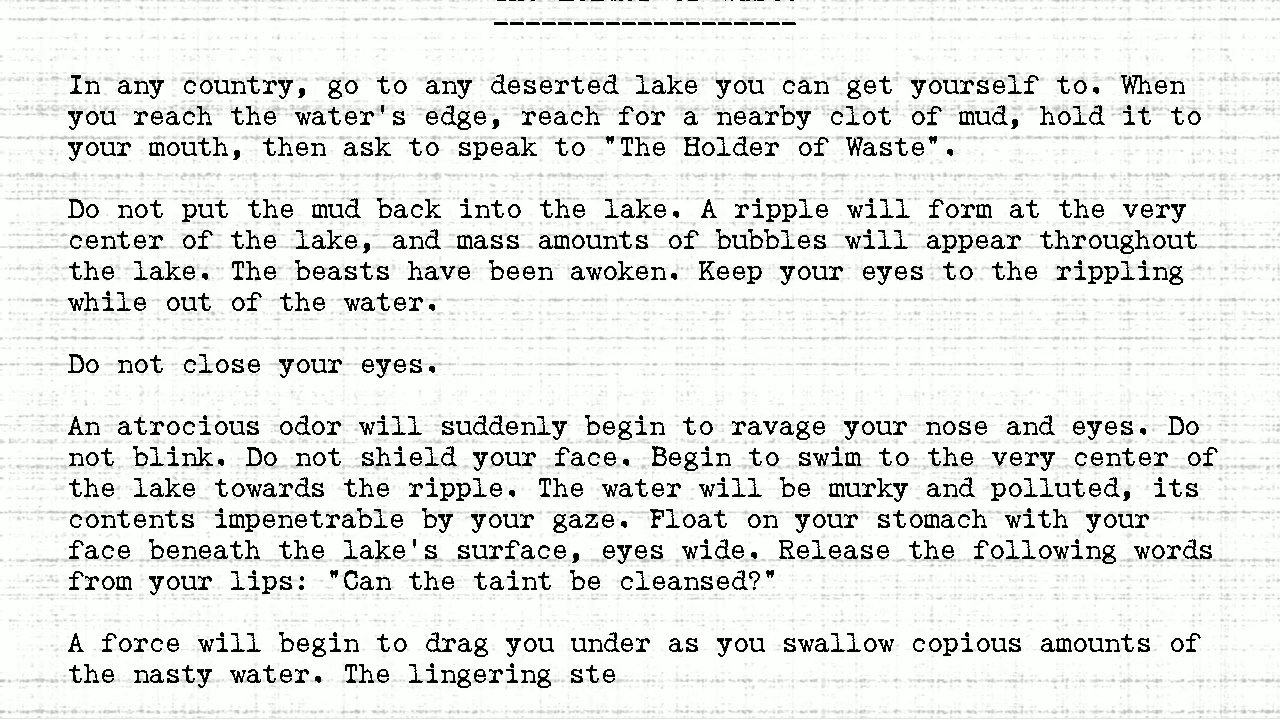 In any country, go to any deserted lake you can get yourself to. When
you reach the water's edge, reach for a nearby clot of mud, hold it to
your mouth, then ask to speak to "The Holder of Waste".
Do not put the mud back into the lake. A ripple will form at the very
center of the lake, and mass amounts of bubbles will appear throughout
the lake. The beasts have been awoken. Keep your eyes to the rippling
while out of the water.
Do not close your eyes.
An atrocious odor will suddenly begin to ravage your nose and eyes. Do
not blink. Do not shield your face. Begin to swim to the very center of
the lake towards the ripple. The water will be murky and polluted, its
contents impenetrable by your gaze. Float on your stomach with your
face beneath the lake's surface, eyes wide. Release the following words
from your lips: "Can the taint be cleansed?"
A force will begin to drag you under as you swallow copious amounts of
the nasty water. The lingering ste